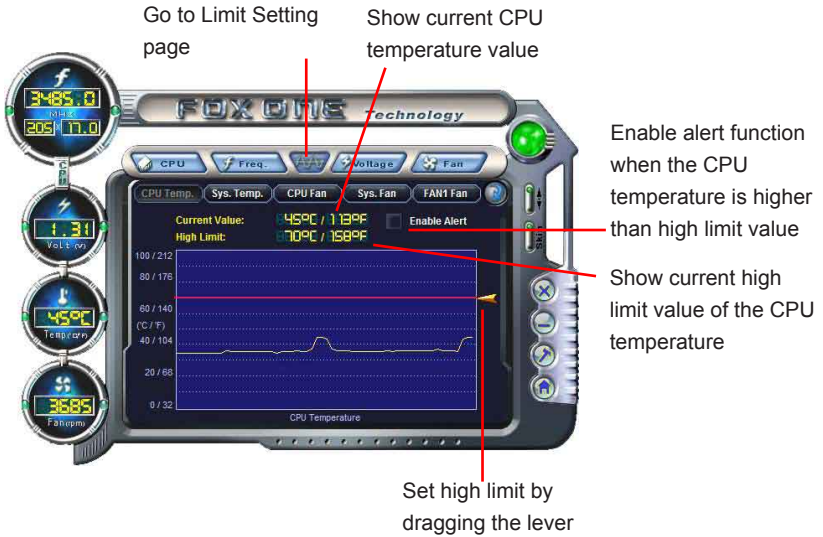 Go to Limit Setting
page
Show current CPU
temperature value
FOX ONE Technology
3485.0
MHz
205 17.0
CPU
CPU Freq. Voltage Fan
CPU Temp. Sys. Temp. CPU Fan Sys. Fan FAN1 Fan ?
Current Value: 45°C / 113°F Enable Alert
High Limit: 70°C / 158°F
Skin
1.31
Volt (V)
45°C
Fan(rpm)
3685
100 / 212
80 / 176
60 / 140
(°C / °F)
40 / 104
20 / 68
0 / 32
CPU Temperature
Enable alert function
when the CPU
temperature is higher
than high limit value
Show current high
limit value of the CPU
temperature
Set high limit by
dragging the lever